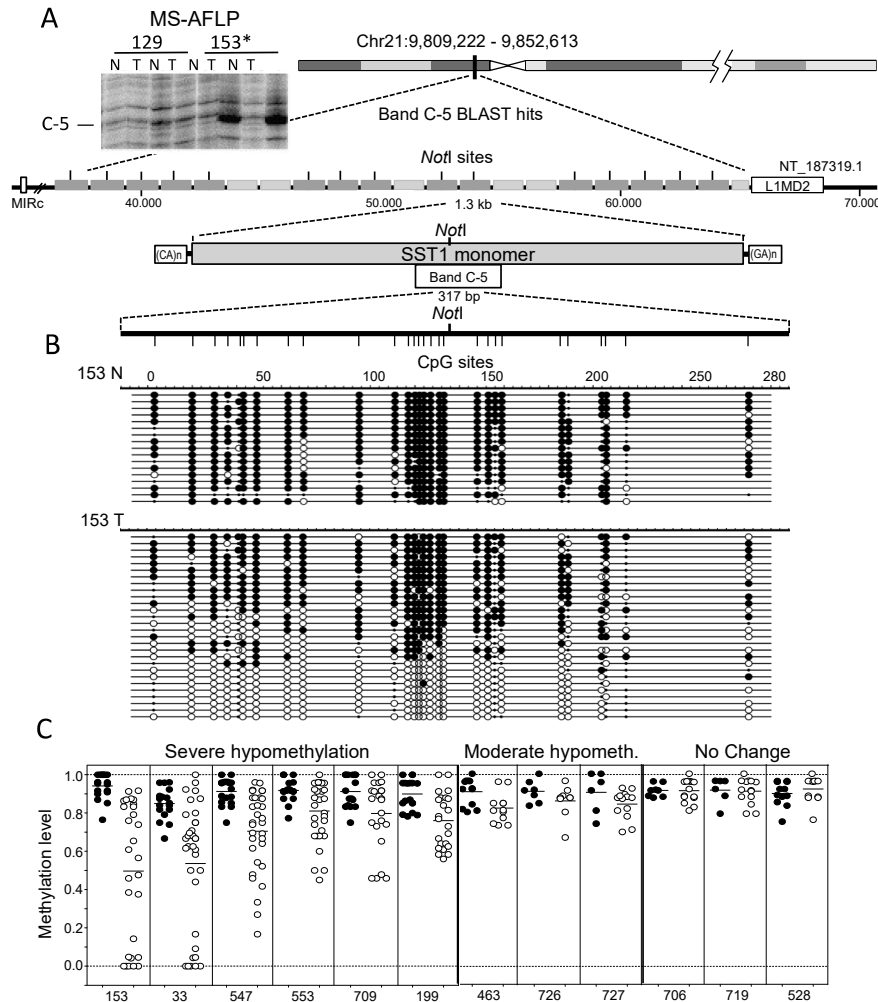 A
MS-AFLP
129 153*
N T N T N T N T
C-5
Chr21:9,809,222 - 9,852,613
Band C-5 BLAST hits
NotI sites
NT_187319.1
L1MD2
MIRc
40.000 50.000 60.000 70.000
1.3 kb
NotI
(CA)n SST1 monomer (GA)n
Band C-5
317 bp
NotI
B
CpG sites
153 N
0 50 100 150 200 250 280
153 T
C
Severe hypomethylation Moderate hypometh. No Change
Methylation level
1.0
0.8
0.6
0.4
0.2
0.0
153 33 547 553 709 199 463 726 727 706 719 528